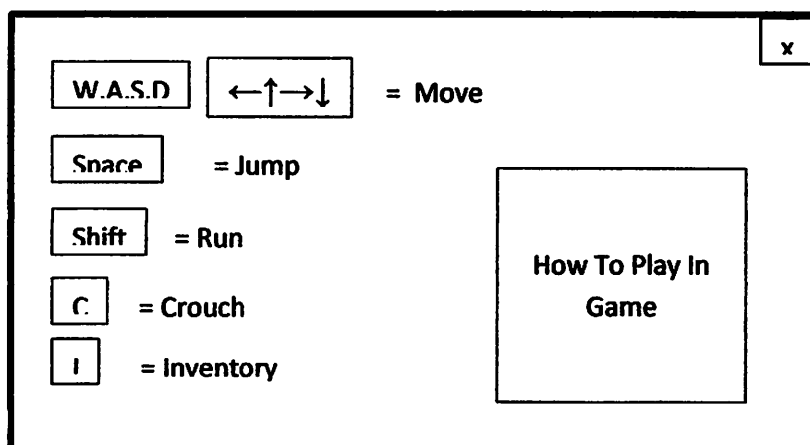 x
W.A.S.D ←↑→↓ = Move
Space = Jump
Shift = Run
C = Crouch
I = Inventory
How To Play In
Game